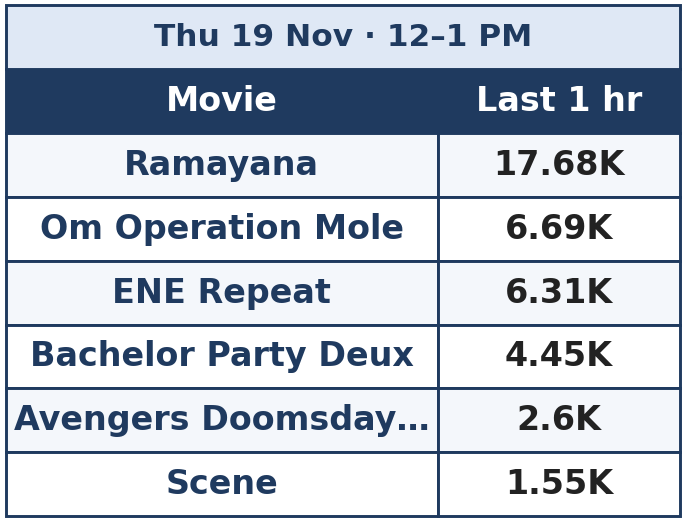 Thu 19 Nov · 12–1 PM
Movie Last 1 hr
Ramayana 17.68K
Om Operation Mole 6.69K
ENE Repeat 6.31K
Bachelor Party Deux 4.45K
Avengers Doomsday... 2.6K
Scene 1.55K